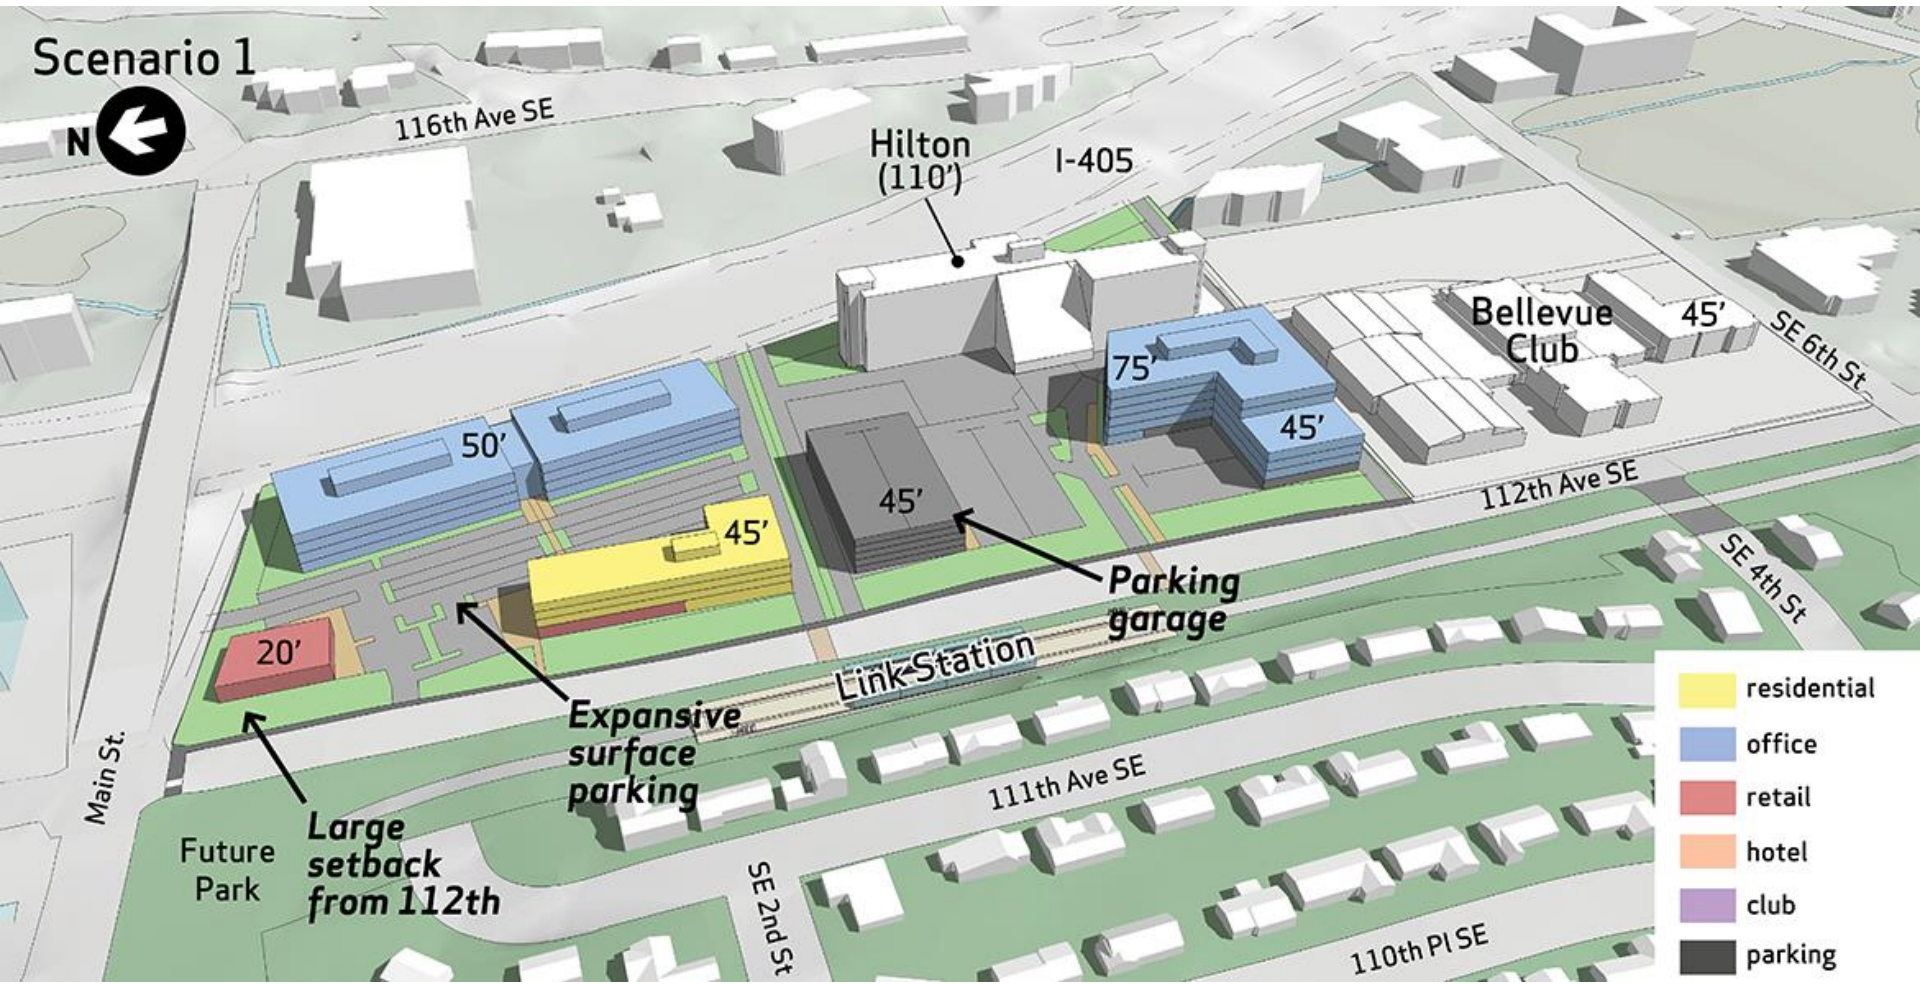 Scenario 1
N
116th Ave SE
Hilton
(110')
I-405
Bellevue
Club
45'
SE 6th St
75'
45'
50'
45'
45'
20'
112th Ave SE
SE 4th St
Parking
garage
Link Station
Expansive
surface
parking
Large
setback
from 112th
Main St.
Future
Park
111th Ave SE
SE 2nd St
110th Pl SE
residential
office
retail
hotel
club
parking